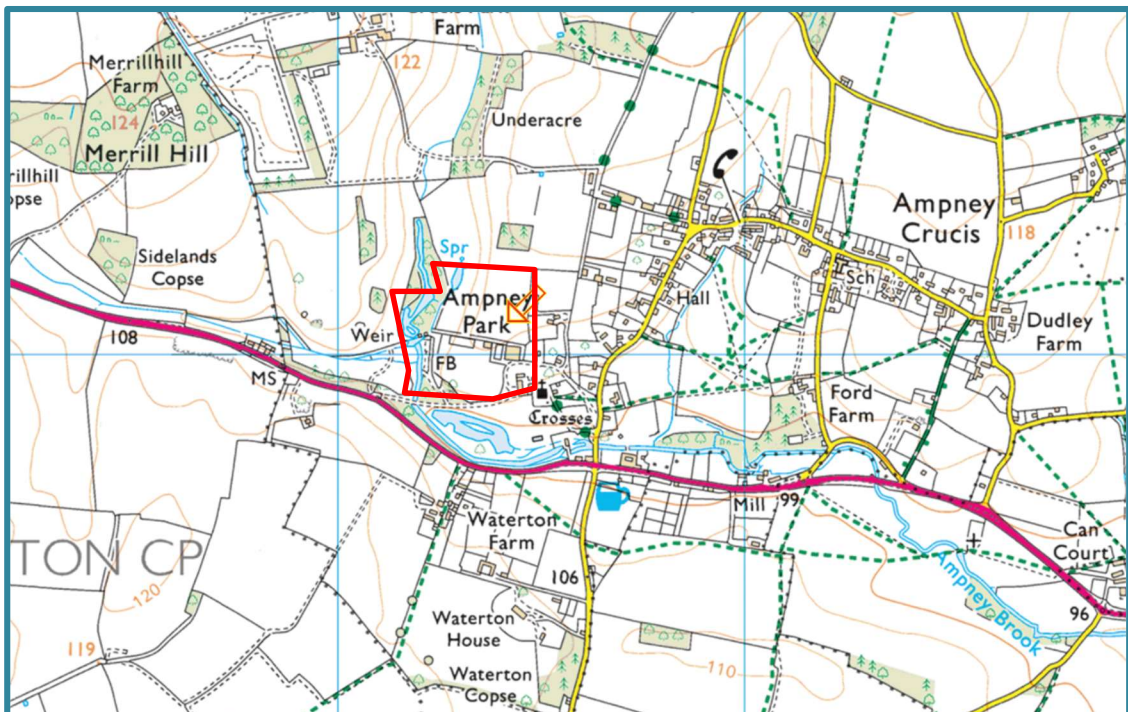 Farm
122
Merrillhill
Farm
124
Merrill Hill
Underacre
Copse
Sidelands
Copse
Spr
Ampney
Crucis
118
Ampney
Park
Sch
Hall
108
Weir
FB
Dudley
Farm
MS
Crosses
Ford
Farm
Waterton
Farm
Mill
99
Can
Court
TON CP
120
106
Ampney Brook
96
119
Waterton
House
110
Waterton
Copse